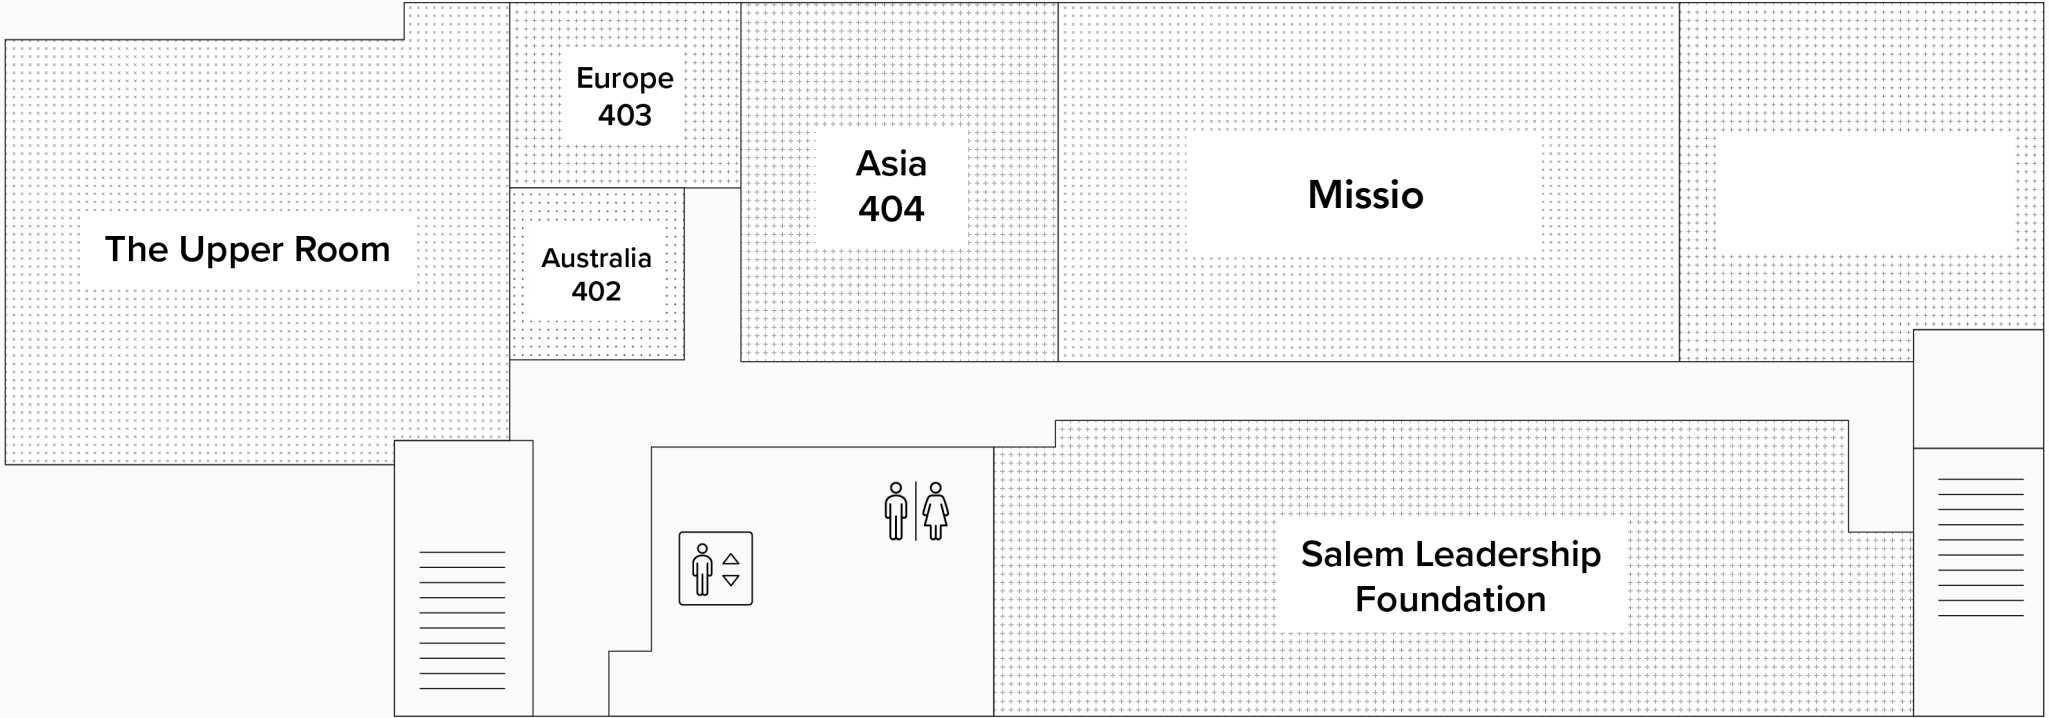 Europe
403
Asia
404
Missio
The Upper Room
Australia
402
Salem Leadership
Foundation